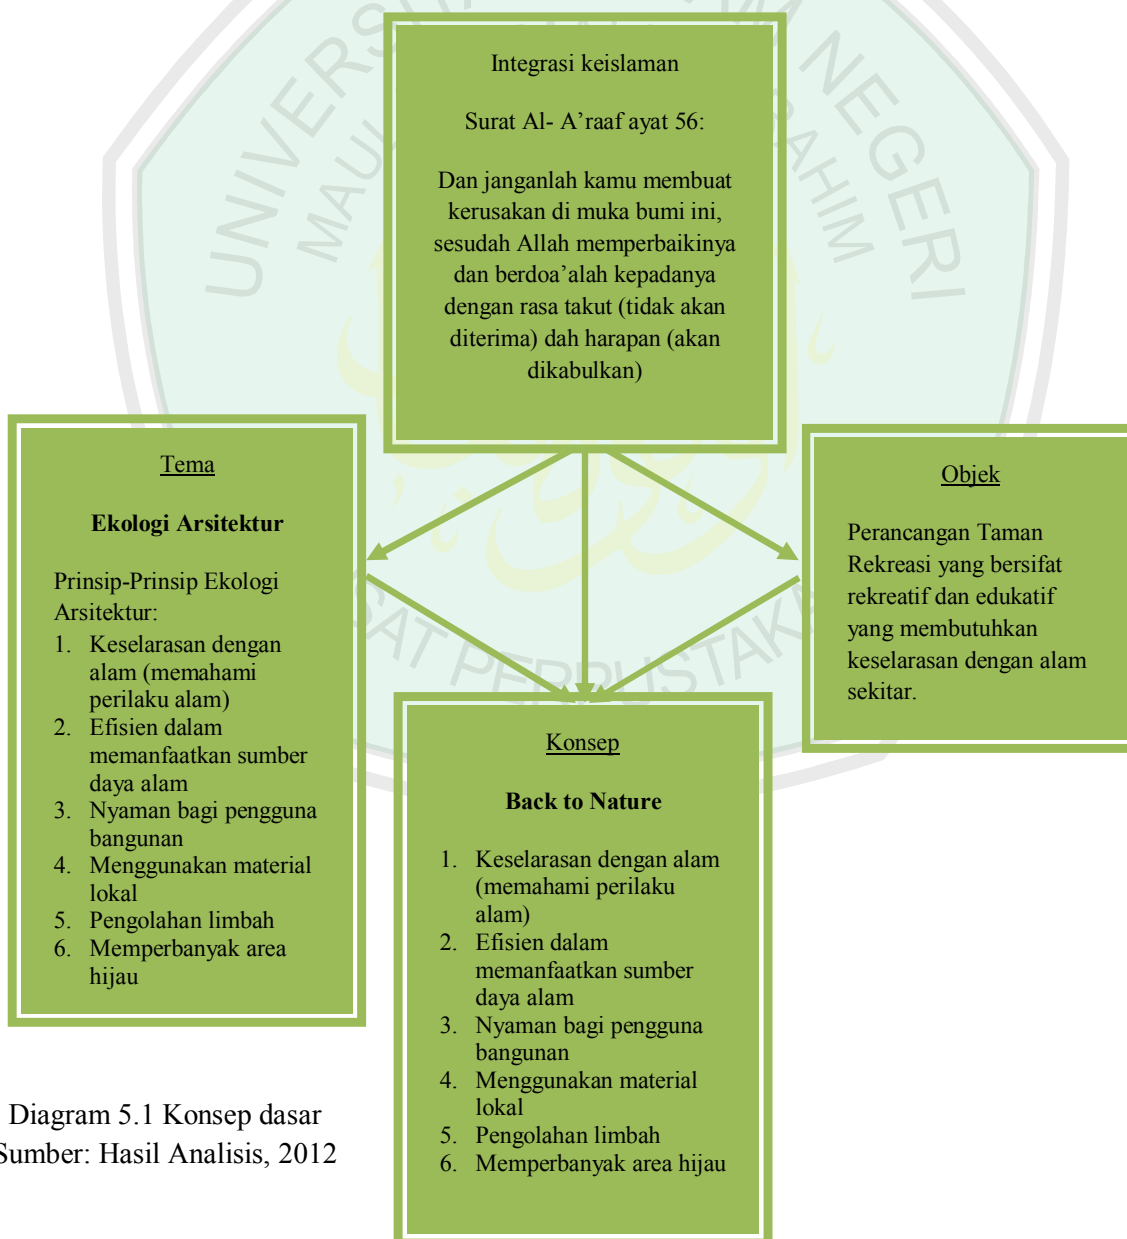 Integrasi keislaman
Surat Al- A’raaf ayat 56:
Dan janganlah kamu membuat
kerusakan di muka bumi ini,
sesudah Allah memperbaikinya
dan berdoa’alah kepadanya
dengan rasa takut (tidak akan
diterima) dah harapan (akan
dikabulkan)
Tema
Ekologi Arsitektur
Prinsip-Prinsip Ekologi
Arsitektur:
1. Keselarasan dengan
alam (memahami
perilaku alam)
2. Efisien dalam
memanfaatkan sumber
daya alam
3. Nyaman bagi pengguna
bangunan
4. Menggunakan material
lokal
5. Pengolahan limbah
6. Memperbanyak area
hijau
Objek
Perancangan Taman
Rekreasi yang bersifat
rekreatif dan edukatif
yang membutuhkan
keselarasan dengan alam
sekitar.
Konsep
Back to Nature
1. Keselarasan dengan alam
(memahami perilaku
alam)
2. Efisien dalam
memanfaatkan sumber
daya alam
3. Nyaman bagi pengguna
bangunan
4. Menggunakan material
lokal
5. Pengolahan limbah
6. Memperbanyak area hijau
Diagram 5.1 Konsep dasar
Sumber: Hasil Analisis, 2012